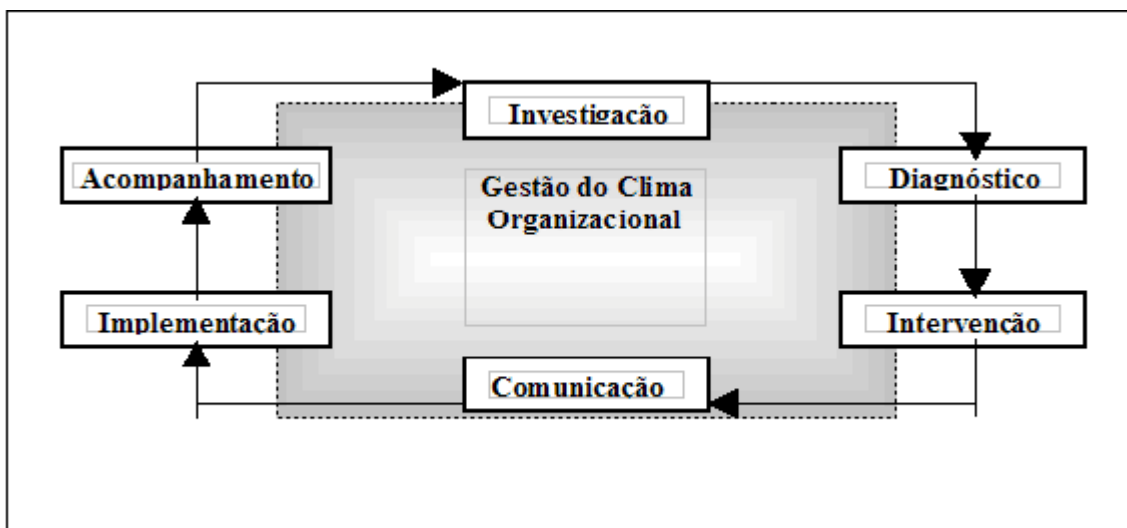 Investigação
Acompanhamento
Diagnóstico
Gestão do Clima
Organizacional
Implementação
Intervenção
Comunicação